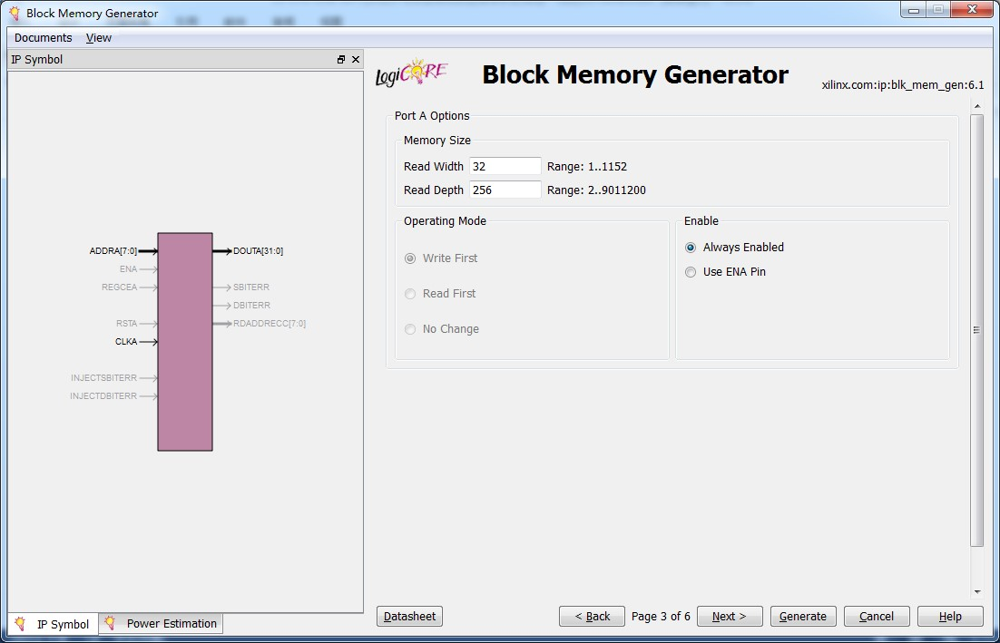 Block Memory Generator
Documents View
IP Symbol
LogiCORE
Block Memory Generator
xilinx.com:ip:blk_mem_gen:6.1
Port A Options
Memory Size
Read Width 32 Range: 1..1152
Read Depth 256 Range: 2..9011200
Operating Mode
Write First
Read First
No Change
Enable
Always Enabled
Use ENA Pin
ADDRA[7:0] DOUTA[31:0]
ENA
REGCEA SBITERR
DBITERR
RSTA RDADDRECC[7:0]
CLKA
INJECTSBITERR
INJECTDBITERR
IP Symbol Power Estimation
Datasheet < Back Page 3 of 6 Next > Generate Cancel Help